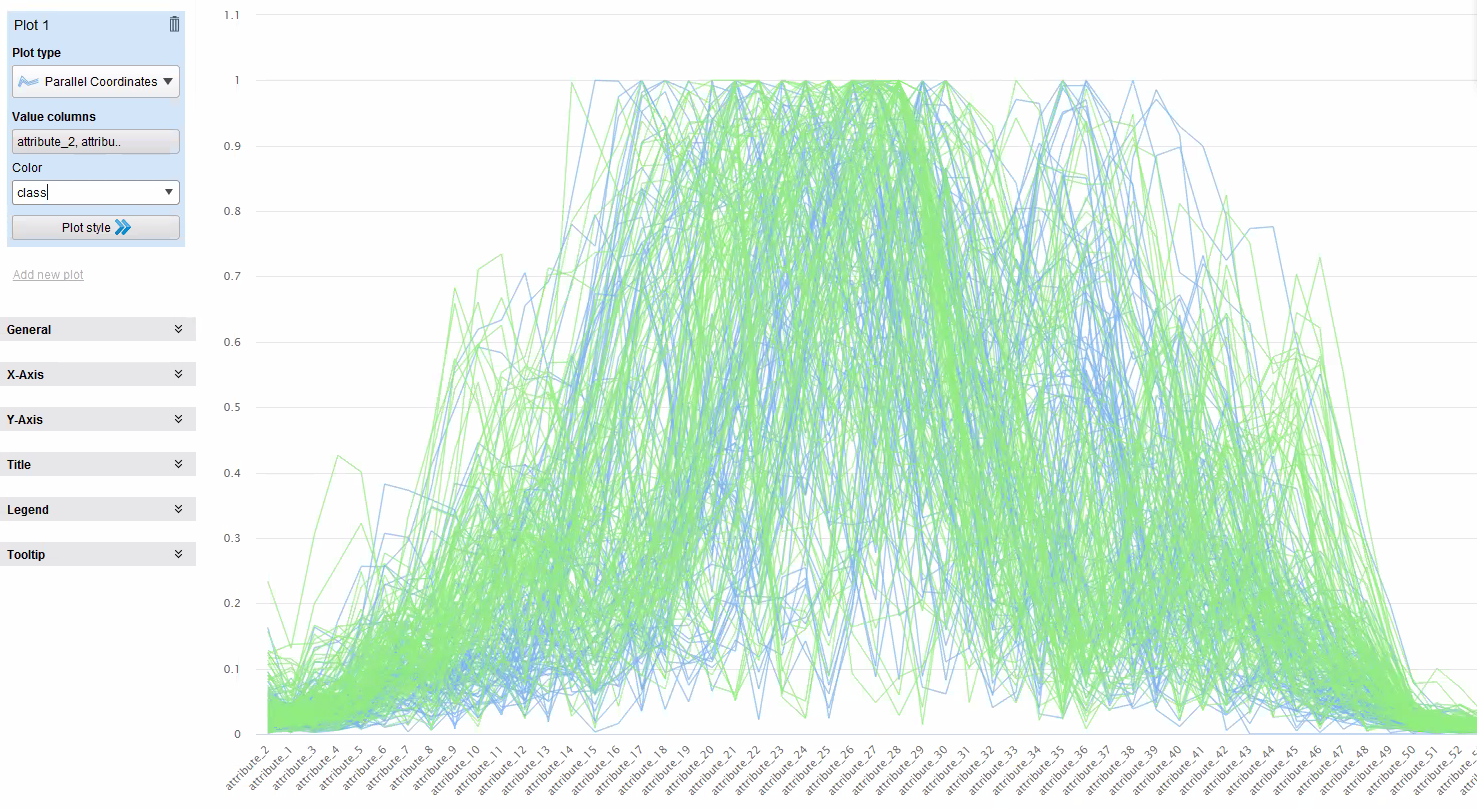 Plot 1
Plot type
Parallel Coordinates
Value columns
attribute_2, attribu..
Color
class
Plot style
Add new plot
General
X-Axis
Y-Axis
Title
Legend
Tooltip
1.1
1
0.9
0.8
0.7
0.6
0.5
0.4
0.3
0.2
0.1
0
attribute_2
attribute_1
attribute_3
attribute_4
attribute_5
attribute_6
attribute_7
attribute_8
attribute_9
attribute_10
attribute_11
attribute_12
attribute_13
attribute_14
attribute_15
attribute_16
attribute_17
attribute_18
attribute_19
attribute_20
attribute_21
attribute_22
attribute_23
attribute_24
attribute_25
attribute_26
attribute_27
attribute_28
attribute_29
attribute_30
attribute_31
attribute_32
attribute_33
attribute_34
attribute_35
attribute_36
attribute_37
attribute_38
attribute_39
attribute_40
attribute_41
attribute_42
attribute_43
attribute_44
attribute_45
attribute_46
attribute_47
attribute_48
attribute_49
attribute_50
attribute_51
attribute_52